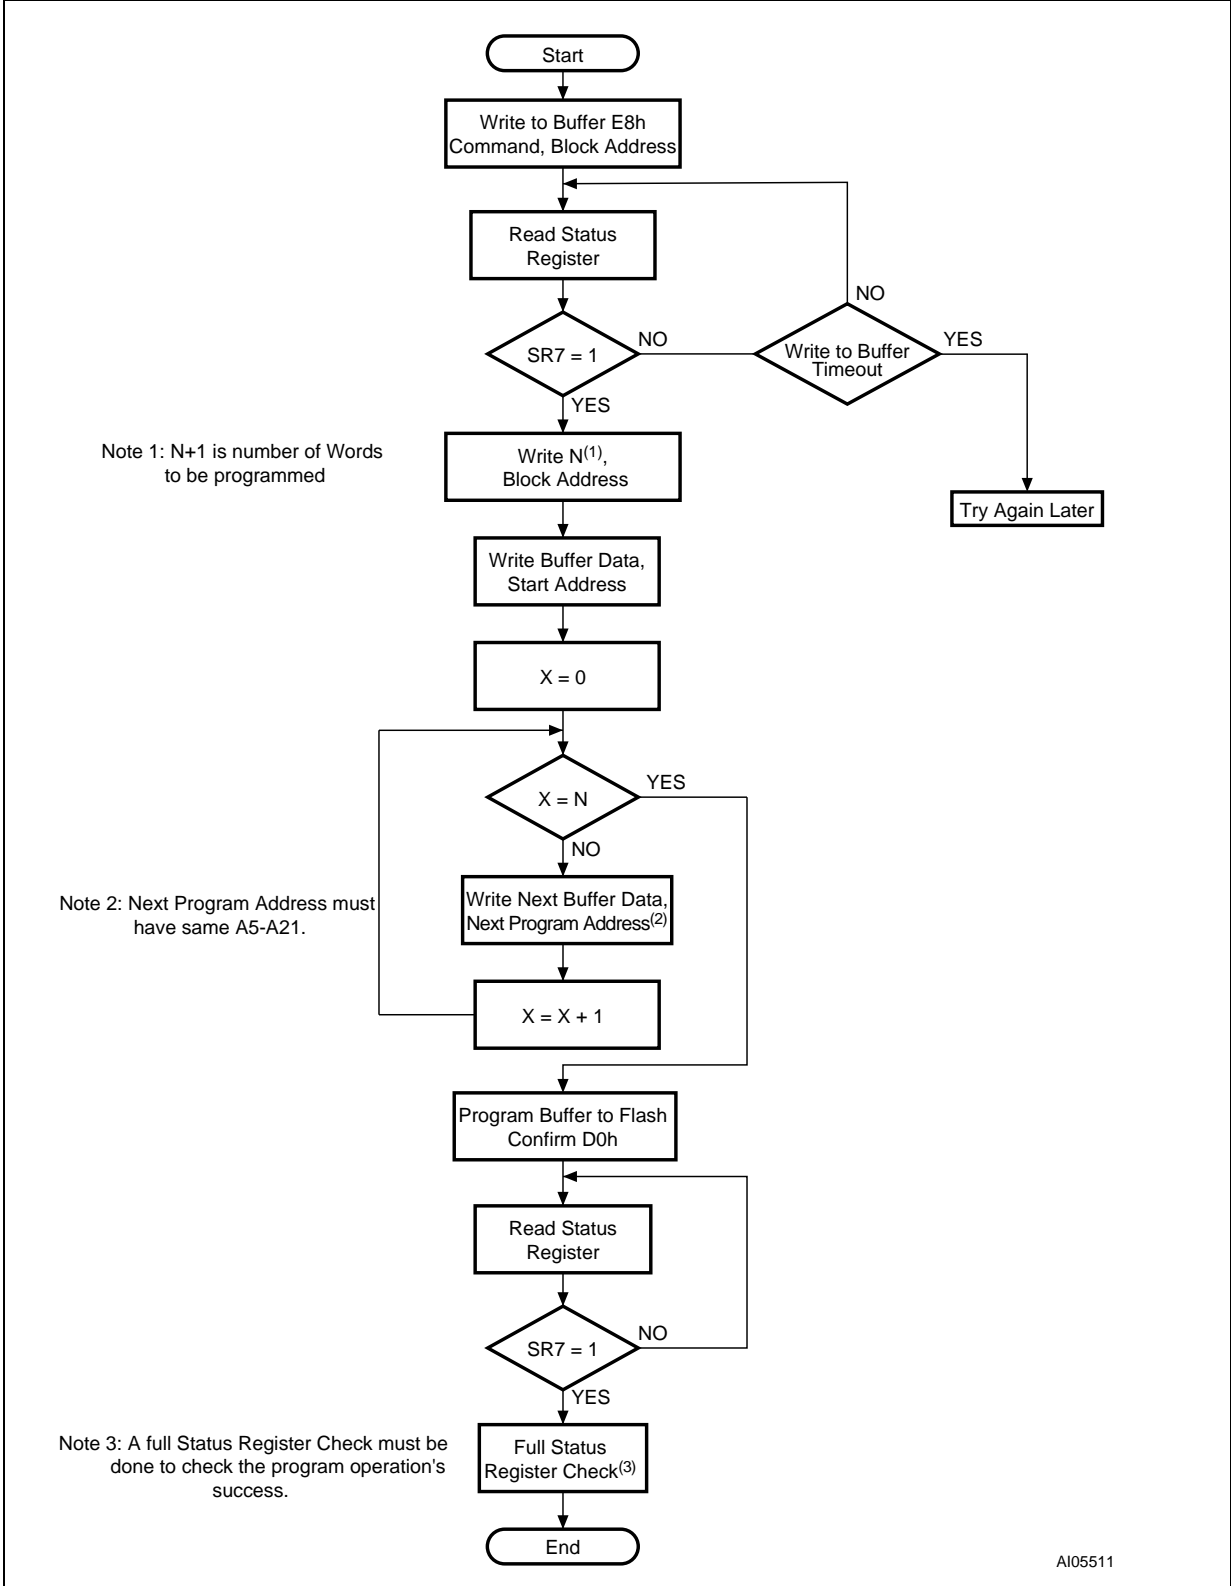 Start
Write to Buffer E8h
Command, Block Address
Read Status
Register
NO
SR7 = 1
NO
Write to Buffer
Timeout
YES
YES
Note 1: N+1 is number of Words
to be programmed
Write N(1),
Block Address
Try Again Later
Write Buffer Data,
Start Address
X = 0
X = N
YES
NO
Note 2: Next Program Address must
have same A5-A21.
Write Next Buffer Data,
Next Program Address(2)
X = X + 1
Program Buffer to Flash
Confirm D0h
Read Status
Register
SR7 = 1
NO
YES
Note 3: A full Status Register Check must be
done to check the program operation's
success.
Full Status
Register Check(3)
End
AI05511